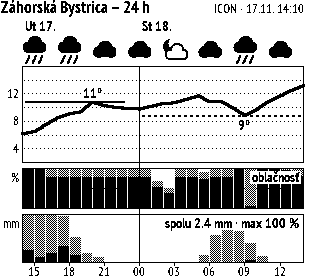 Záhorská Bystrica – 24 h
ICON · 17.11. 14:10
Ut 17.
St 18.
12
8
4
11°
9°
%
oblačnosť
mm
spolu 2.4 mm · max 100 %
15 18 21 00 03 06 09 12